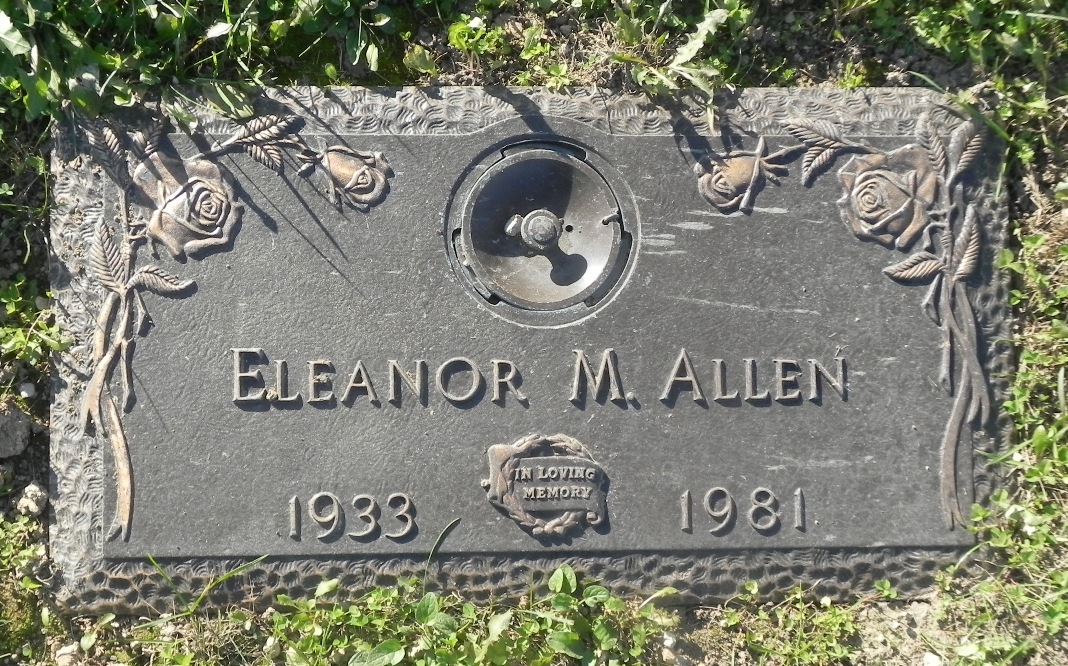 ELEANOR M. ALLEN
IN LOVING
MEMORY
1933 1981